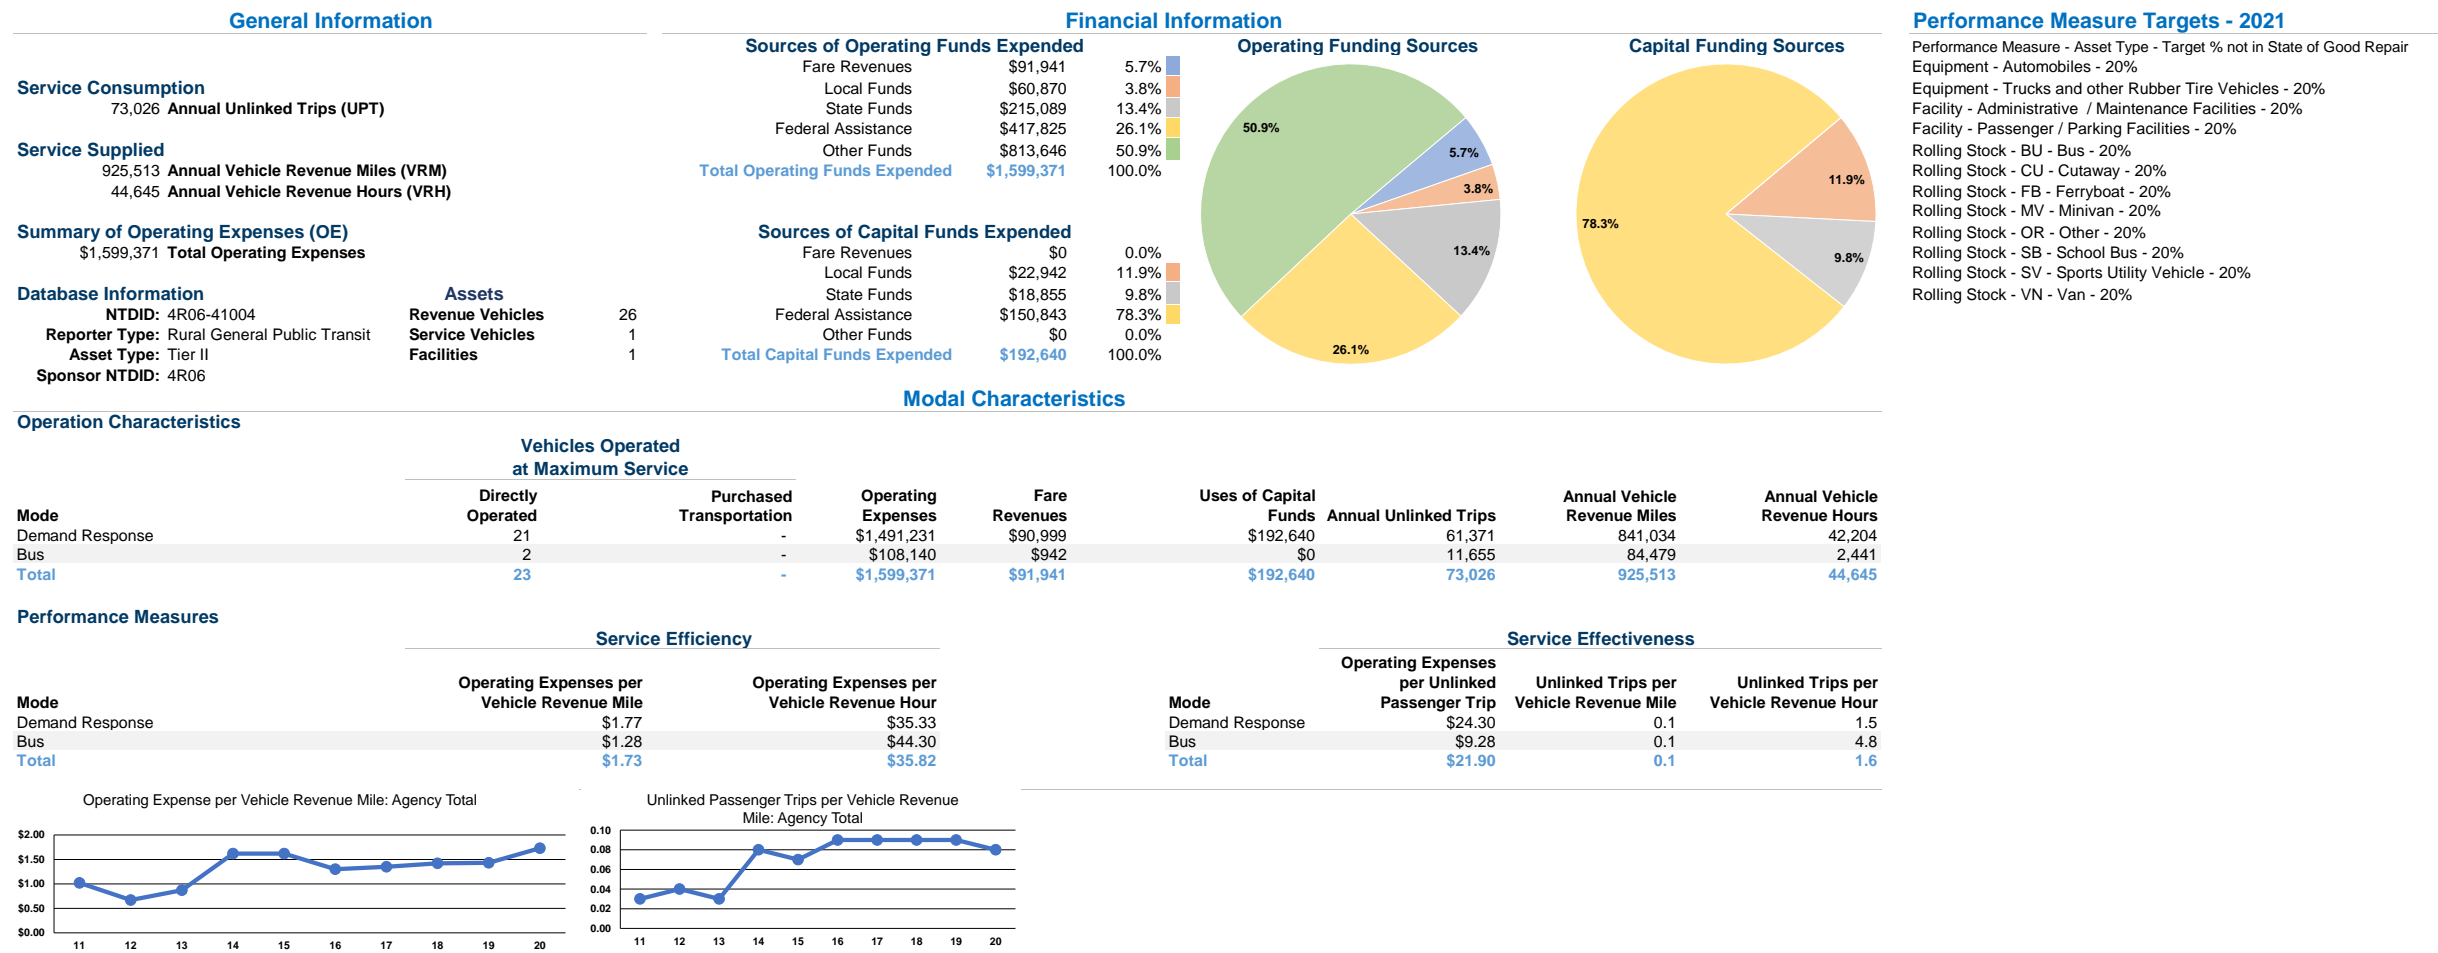 General Information
Service Consumption
73,026 Annual Unlinked Trips (UPT)
Service Supplied
925,513 Annual Vehicle Revenue Miles (VRM)
44,645 Annual Vehicle Revenue Hours (VRH)
Summary of Operating Expenses (OE)
$1,599,371 Total Operating Expenses
Database Information
NTDID: 4R06-41004
Reporter Type: Rural General Public Transit
Asset Type: Tier II
Sponsor NTDID: 4R06
Assets
Revenue Vehicles 26
Service Vehicles 1
Facilities 1
Financial Information
Sources of Operating Funds Expended
Fare Revenues $91,941 5.7%
Local Funds $60,870 3.8%
State Funds $215,089 13.4%
Federal Assistance $417,825 26.1%
Other Funds $813,646 50.9%
Total Operating Funds Expended $1,599,371 100.0%
Sources of Capital Funds Expended
Fare Revenues $0 0.0%
Local Funds $22,942 11.9%
State Funds $18,855 9.8%
Federal Assistance $150,843 78.3%
Other Funds $0 0.0%
Total Capital Funds Expended $192,640 100.0%
Operating Funding Sources
50.9%
5.7%
3.8%
13.4%
26.1%
Capital Funding Sources
11.9%
78.3%
9.8%
Performance Measure Targets - 2021
Performance Measure - Asset Type - Target % not in State of Good Repair
Equipment - Automobiles - 20%
Equipment - Trucks and other Rubber Tire Vehicles - 20%
Facility - Administrative / Maintenance Facilities - 20%
Facility - Passenger / Parking Facilities - 20%
Rolling Stock - BU - Bus - 20%
Rolling Stock - CU - Cutaway - 20%
Rolling Stock - FB - Ferryboat - 20%
Rolling Stock - MV - Minivan - 20%
Rolling Stock - OR - Other - 20%
Rolling Stock - SB - School Bus - 20%
Rolling Stock - SV - Sports Utility Vehicle - 20%
Rolling Stock - VN - Van - 20%
Modal Characteristics
Operation Characteristics
Vehicles Operated
at Maximum Service
Directly Purchased Operating Fare Uses of Capital Annual Vehicle Annual Vehicle
Mode Operated Transportation Expenses Revenues Funds Annual Unlinked Trips Revenue Miles Revenue Hours
Demand Response 21 - $1,491,231 $90,999 $192,640 61,371 841,034 42,204
Bus 2 - $108,140 $942 $0 11,655 84,479 2,441
Total 23 - $1,599,371 $91,941 $192,640 73,026 925,513 44,645
Performance Measures
Service Efficiency
Operating Expenses per Operating Expenses per
Mode Vehicle Revenue Mile Vehicle Revenue Hour
Demand Response $1.77 $35.33
Bus $1.28 $44.30
Total $1.73 $35.82
Service Effectiveness
Operating Expenses
per Unlinked Unlinked Trips per Unlinked Trips per
Mode Passenger Trip Vehicle Revenue Mile Vehicle Revenue Hour
Demand Response $24.30 0.1 1.5
Bus $9.28 0.1 4.8
Total $21.90 0.1 1.6
Operating Expense per Vehicle Revenue Mile: Agency Total
$2.00
$1.50
$1.00
$0.50
$0.00
11 12 13 14 15 16 17 18 19 20
Unlinked Passenger Trips per Vehicle Revenue
Mile: Agency Total
0.10
0.08
0.06
0.04
0.02
0.00
11 12 13 14 15 16 17 18 19 20